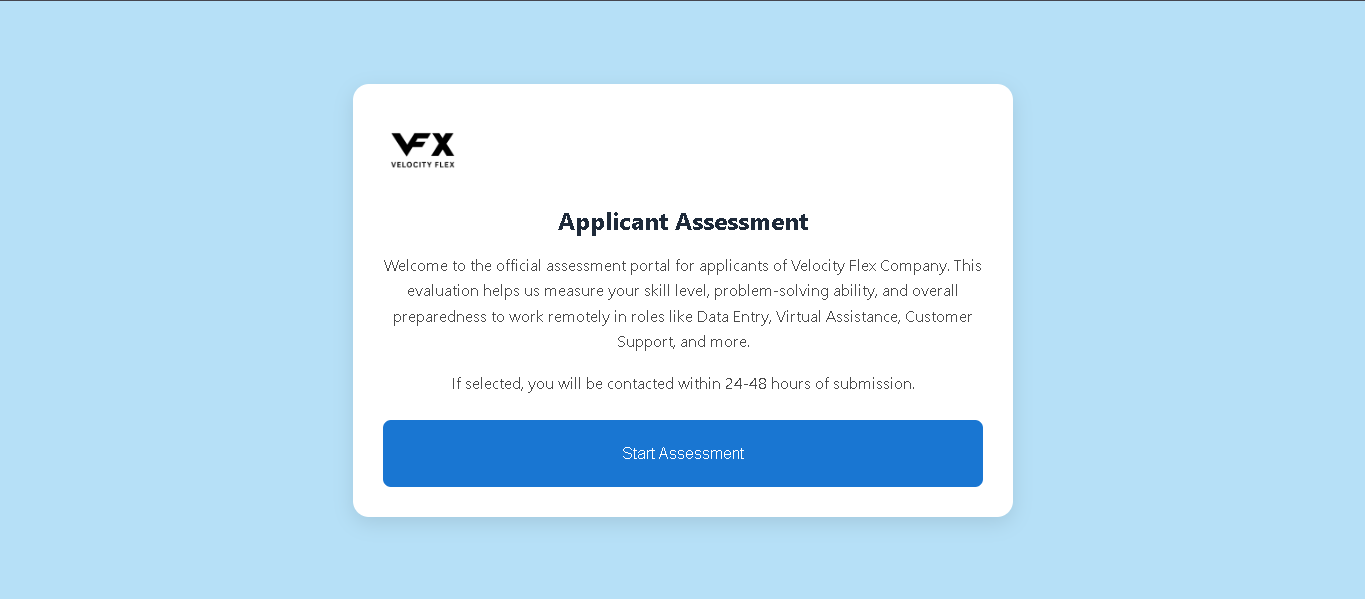 VFX
VELOCITY FLEX
Applicant Assessment
Welcome to the official assessment portal for applicants of Velocity Flex Company. This
evaluation helps us measure your skill level, problem-solving ability, and overall
preparedness to work remotely in roles like Data Entry, Virtual Assistance, Customer
Support, and more.
If selected, you will be contacted within 24-48 hours of submission.
Start Assessment